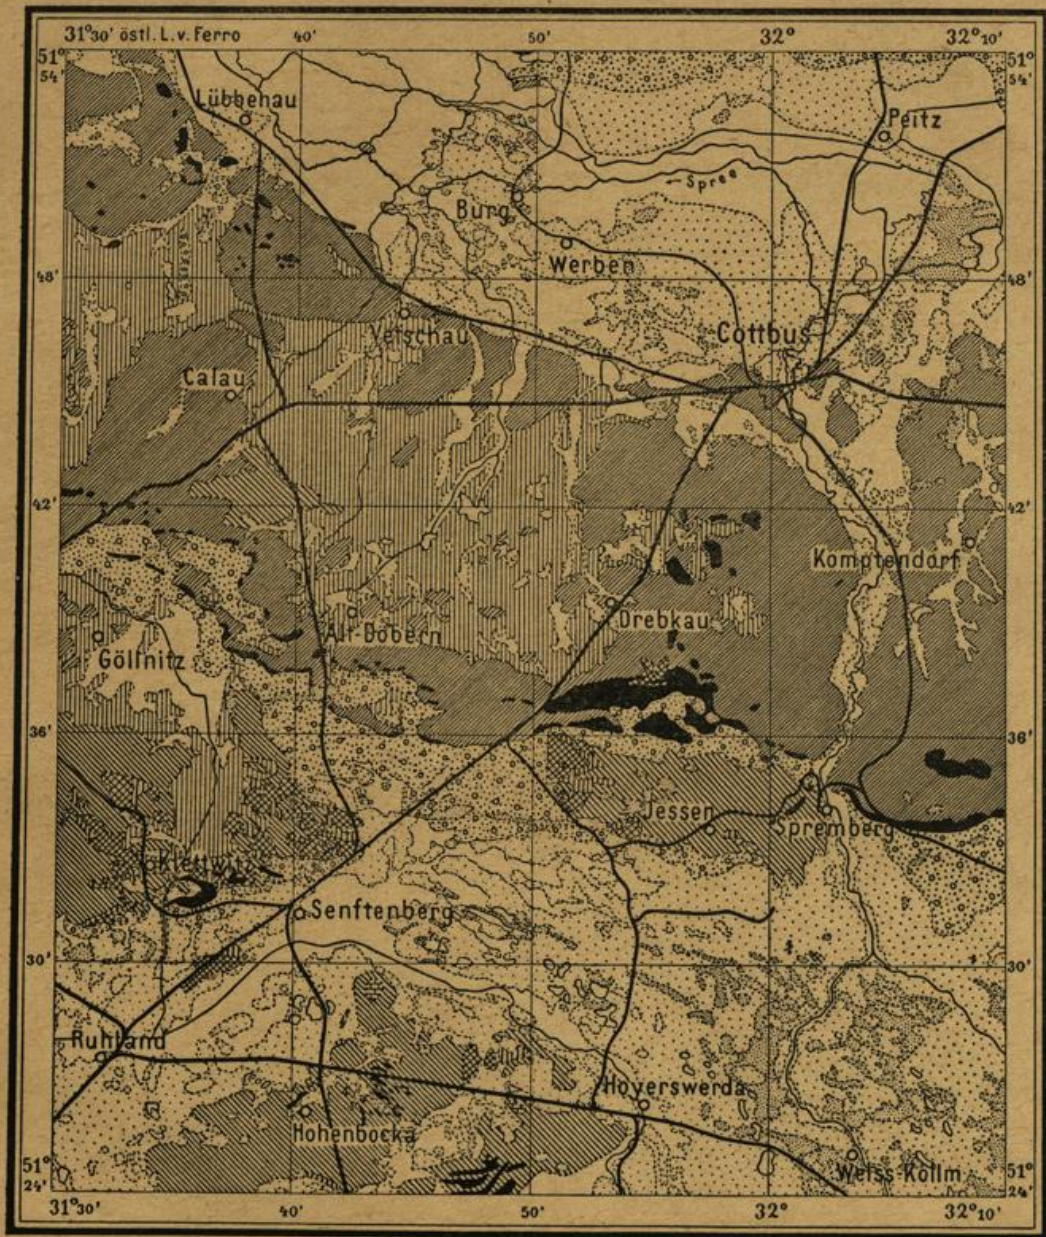 31°30' östl. L. v. Ferro
40'
50'
32°
32°10'
51°
54'
51°
54'
Lübbenau
Peitz
← Spree
Burg
Werben
48'
48'
Vetschau
Cottbus
Calau
42'
42'
Komptendorf
Drebkau
Alt-Döbern
Göllnitz
36'
36'
Jessen
Spremberg
Klettwitz
Senftenberg
30'
30'
Ruhland
Hoyerswerda
Hohenbocka
Weiss-Kollm
51°
24'
51°
24'
31°30'
40'
50'
32°
32°10'